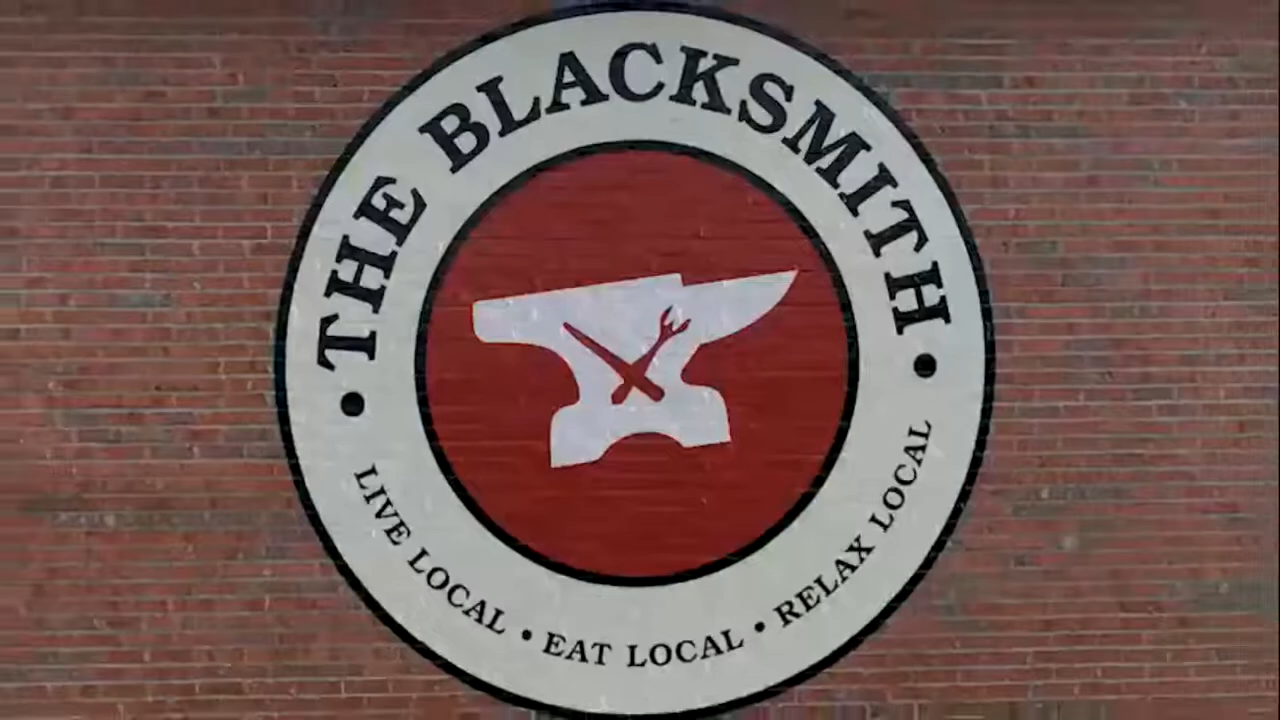 • THE BLACKSMITH •
LIVE LOCAL • EAT LOCAL • RELAX LOCAL